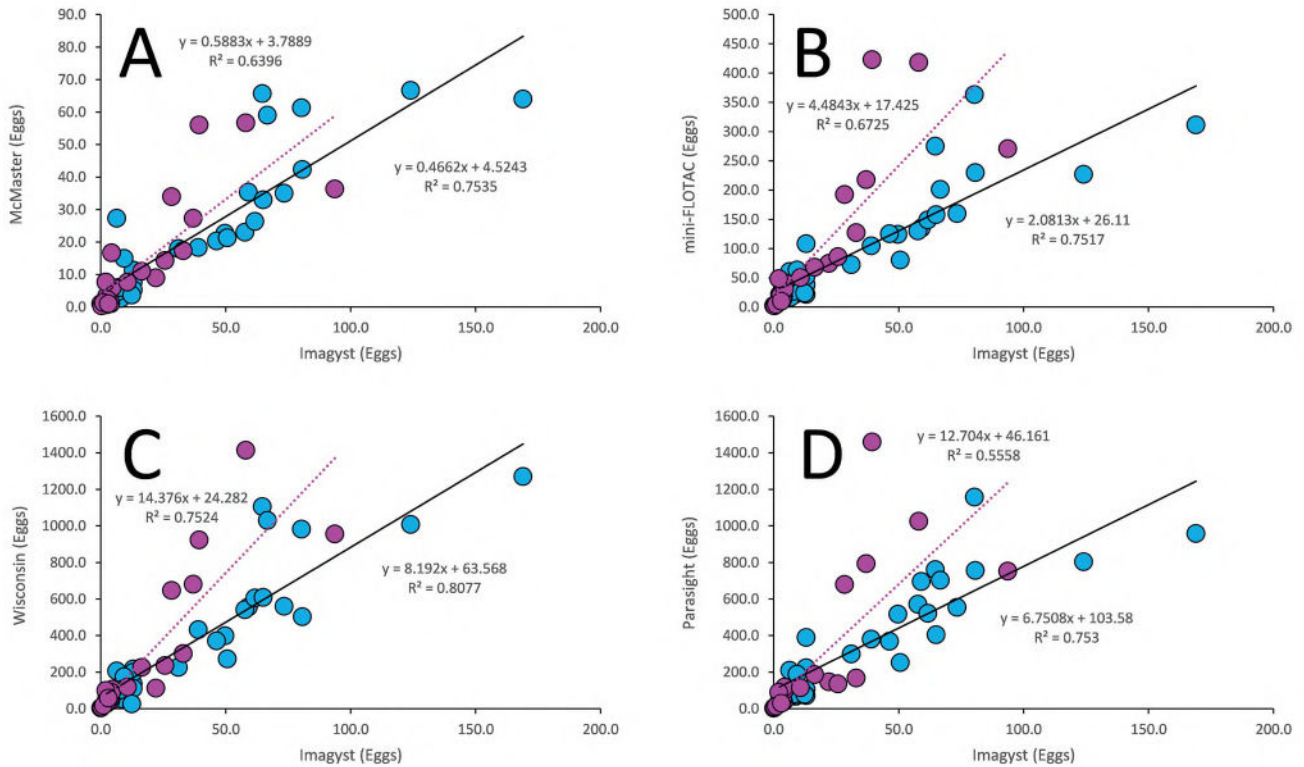 A
90.0
80.0
70.0
60.0
50.0
40.0
30.0
20.0
10.0
0.0
McMaster (Eggs)
y = 0.5883x + 3.7889
R² = 0.6396
y = 0.4662x + 4.5243
R² = 0.7535
0.0 50.0 100.0 150.0 200.0
Imagyst (Eggs)
B
500.0
450.0
400.0
350.0
300.0
250.0
200.0
150.0
100.0
50.0
0.0
mini-FLOTAC (Eggs)
y = 4.4843x + 17.425
R² = 0.6725
y = 2.0813x + 26.11
R² = 0.7517
0.0 50.0 100.0 150.0 200.0
Imagyst (Eggs)
C
1600.0
1400.0
1200.0
1000.0
800.0
600.0
400.0
200.0
0.0
Wisconsin (Eggs)
y = 14.376x + 24.282
R² = 0.7524
y = 8.192x + 63.568
R² = 0.8077
0.0 50.0 100.0 150.0 200.0
Imagyst (Eggs)
D
1600.0
1400.0
1200.0
1000.0
800.0
600.0
400.0
200.0
0.0
Parasight (Eggs)
y = 12.704x + 46.161
R² = 0.5558
y = 6.7508x + 103.58
R² = 0.753
0.0 50.0 100.0 150.0 200.0
Imagyst (Eggs)